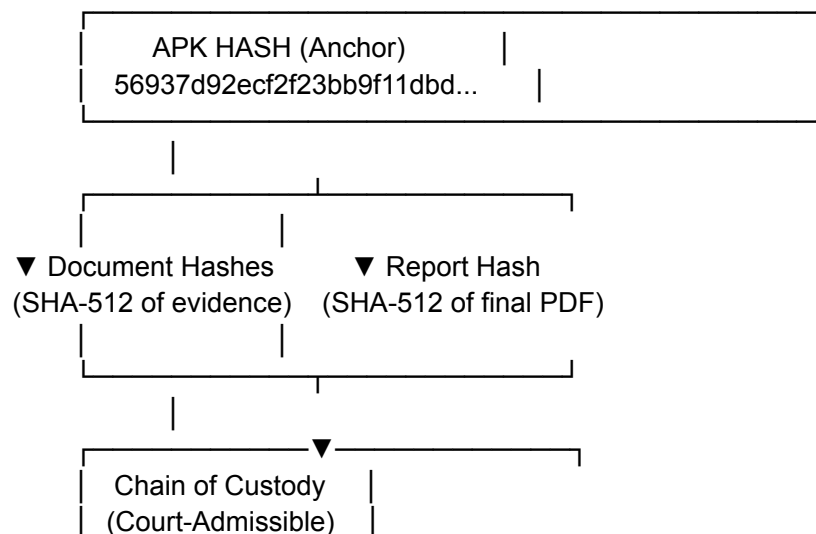 APK HASH (Anchor)
56937d92ecf2f23bb9f11dbd...
▼ Document Hashes ▼ Report Hash
(SHA-512 of evidence) (SHA-512 of final PDF)
▼
Chain of Custody
(Court-Admissible)